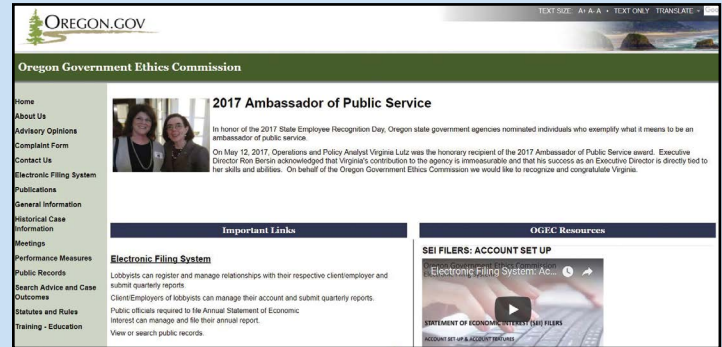 TEXT SIZE: A+ A- A • TEXT ONLY TRANSLATE
OREGON.GOV
Oregon Government Ethics Commission
Home
About Us
Advisory Opinions
Complaint Form
Contact Us
Electronic Filing System
Publications
General Information
Historical Case
Information
Meetings
Performance Measures
Public Records
Search Advice and Case
Outcomes
Statutes and Rules
Training - Education
2017 Ambassador of Public Service
In honor of the 2017 State Employee Recognition Day, Oregon state government agencies nominated individuals who exemplify what it means to be an
ambassador of public service.
On May 12, 2017, Operations and Policy Analyst Virginia Lutz was the honorary recipient of the 2017 Ambassador of Public Service award. Executive
Director Ron Bersin acknowledged that Virginia's contribution to the agency is immeasurable and that his success as an Executive Director is directly tied to
her skills and abilities. On behalf of the Oregon Government Ethics Commission we would like to recognize and congratulate Virginia.
Important Links
Electronic Filing System
Lobbyists can register and manage relationships with their respective client/employer and
submit quarterly reports
Client/Employers of lobbyists can manage their account and submit quarterly reports.
Public officials required to file Annual Statement of Economic
Interest can manage and file their annual report.
View or search public records.
OGEC Resources
SEI FILERS: ACCOUNT SET UP
Oregon Government Ethics Commission
Electronic Filing System: Ac...
STATEMENT OF ECONOMIC INTEREST (SEI) FILERS
ACCOUNT SET-UP & ACCOUNT FEATURES